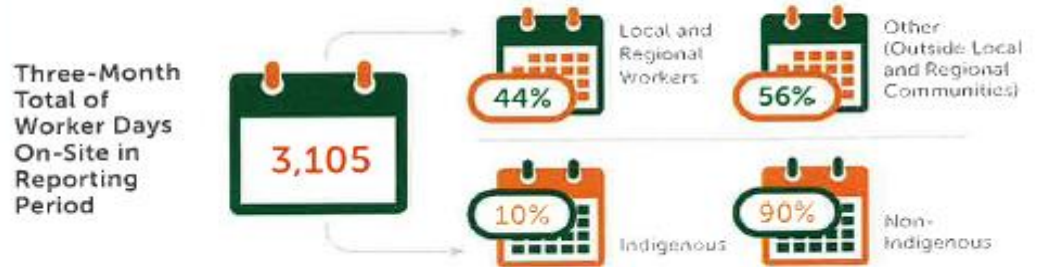 Three-Month
Total of
Worker Days
On-Site in
Reporting
Period
3,105
44%
Local and
Regional
Workers
56%
Other
(Outside Local
and Regional
Communities)
10%
Indigenous
90%
Non-
Indigenous